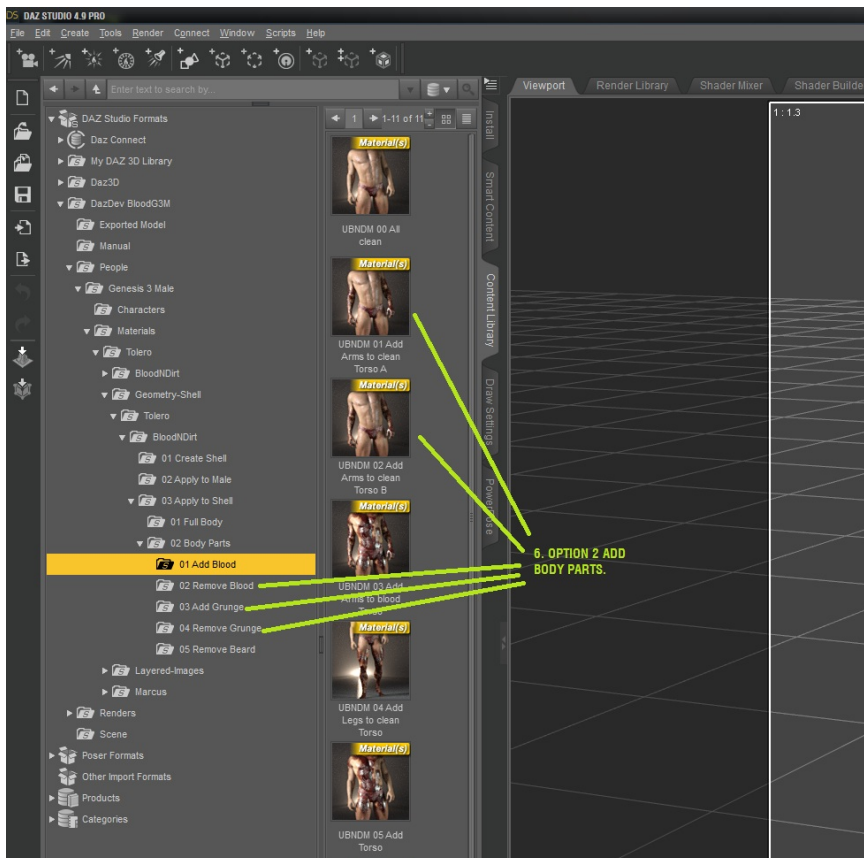 DS DAZ STUDIO 4.9 PRO
File Edit Create Tools Render Connect Window Scripts Help
Enter text to search by...
Viewport Render Library Shader Mixer Shader Builde
1 : 1.3
DAZ Studio Formats
Daz Connect
My DAZ 3D Library
Daz3D
DazDev BloodG3M
Exported Model
Manual
People
Genesis 3 Male
Characters
Materials
Tolero
BloodNDirt
Geometry-Shell
Tolero
BloodNDirt
01 Create Shell
02 Apply to Male
03 Apply to Shell
01 Full Body
02 Body Parts
01 Add Blood
02 Remove Blood
03 Add Grunge
04 Remove Grunge
05 Remove Beard
Layered-Images
Marcus
Renders
Scene
Poser Formats
Other Import Formats
Products
Categories
1 1-11 of 11
Material(s)
UBNDM 00 All
clean
Material(s)
UBNDM 01 Add
Arms to clean
Torso A
Material(s)
UBNDM 02 Add
Arms to clean
Torso B
Material(s)
UBNDM 03 Add
Arms to blood
Torso
Material(s)
UBNDM 04 Add
Legs to clean
Torso
Material(s)
UBNDM 05 Add
Torso
Install
Smart Content
Content Library
Draw Settings
Powerpose
6. OPTION 2 ADD
BODY PARTS.